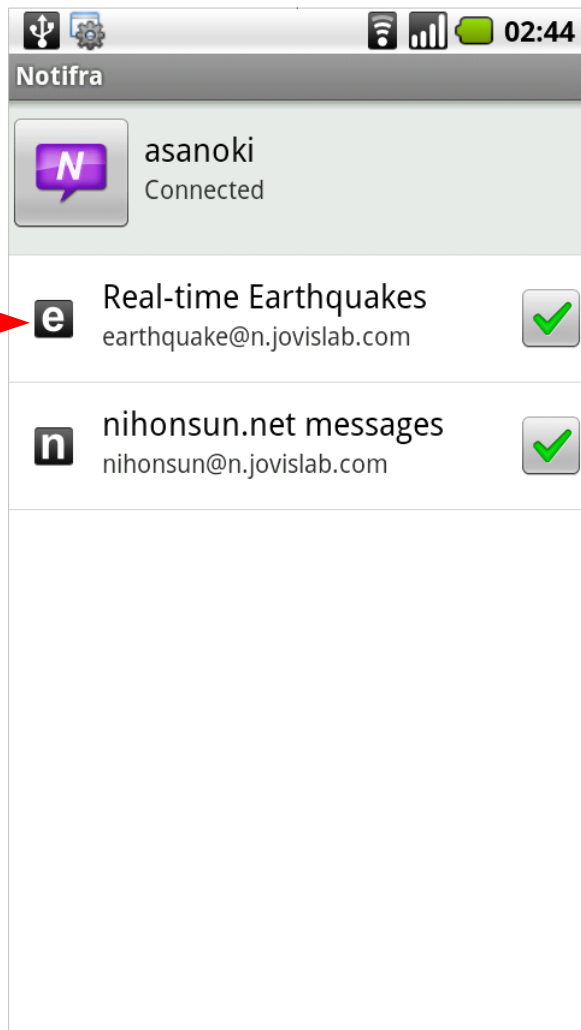 02:44
Notifra
N
asanoki
Connected
e
Real-time Earthquakes
earthquake@n.jovislab.com
n
nihonsun.net messages
nihonsun@n.jovislab.com